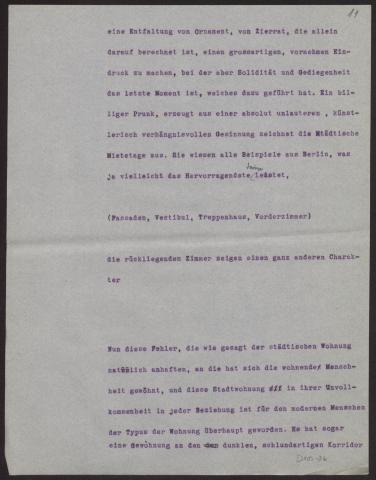 11
eine Entfaltung von Ornament, von Zierrat, die allein
darauf berechnet ist, einen grossartigen, vornehmen Ein-
druck zu machen, bei der aber Solidität und Gediegenheit
das letzte Moment ist, welches dazu geführt hat. Ein bil-
liger Prunk, erzeugt aus einer absolut unlauteren , künst-
lerisch verhängnisvollen Gesinnung zeichnet die Städtische
Mietetage aus. Sie wissen alle Beispiele aus Berlin, was
ja vielleicht das Hervorragendste leistet,
(Fassaden, Vestibul, Treppenhaus, Vorderzimmer)
die rückliegenden Zimmer zeigen einen ganz anderen Charak-
ter
Nun diese Fehler, die wie gesagt der städtischen Wohnung
natürlich anhaften, an die hat sich die wohnende Mensch-
heit gewöhnt, und diese Stadtwohnung in ihrer Unvoll-
kommenheit in jeder Beziehung ist für den modernen Menschen
der Typus der Wohnung überhaupt geworden. Es hat sogar
eine Gewöhnung an den dunklen, schlundartigen Korridor